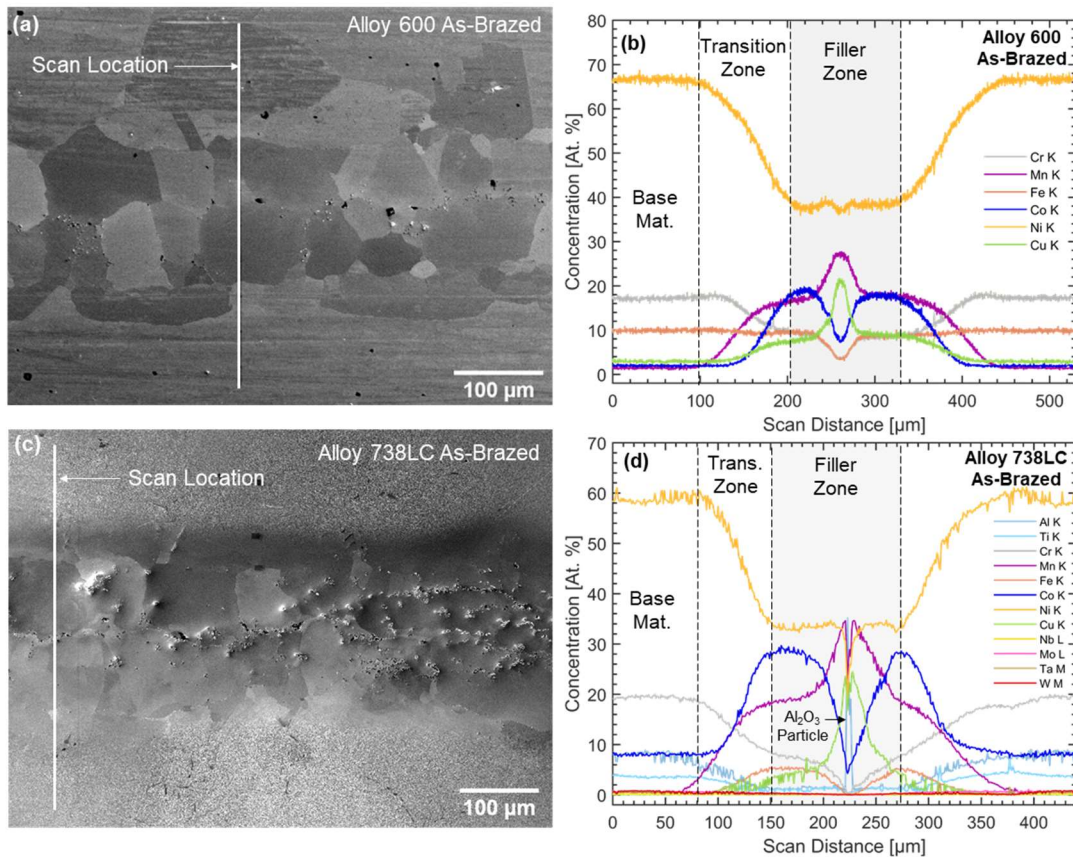 (a)
Alloy 600 As-Brazed
Scan Location
100 µm
(b)
Alloy 600
As-Brazed
Transition
Zone
Filler
Zone
Base
Mat.
Cr K
Mn K
Fe K
Co K
Ni K
Cu K
Concentration [At. %]
80
70
60
50
40
30
20
10
0
0 100 200 300 400 500
Scan Distance [µm]
(c)
Alloy 738LC As-Brazed
Scan Location
100 µm
(d)
Alloy 738LC
As-Brazed
Trans.
Zone
Filler
Zone
Base
Mat.
Al₂O₃
Particle
Al K
Ti K
Cr K
Mn K
Fe K
Co K
Ni K
Cu K
Nb L
Mo L
Ta M
W M
Concentration [At. %]
70
60
50
40
30
20
10
0
0 50 100 150 200 250 300 350 400
Scan Distance [µm]